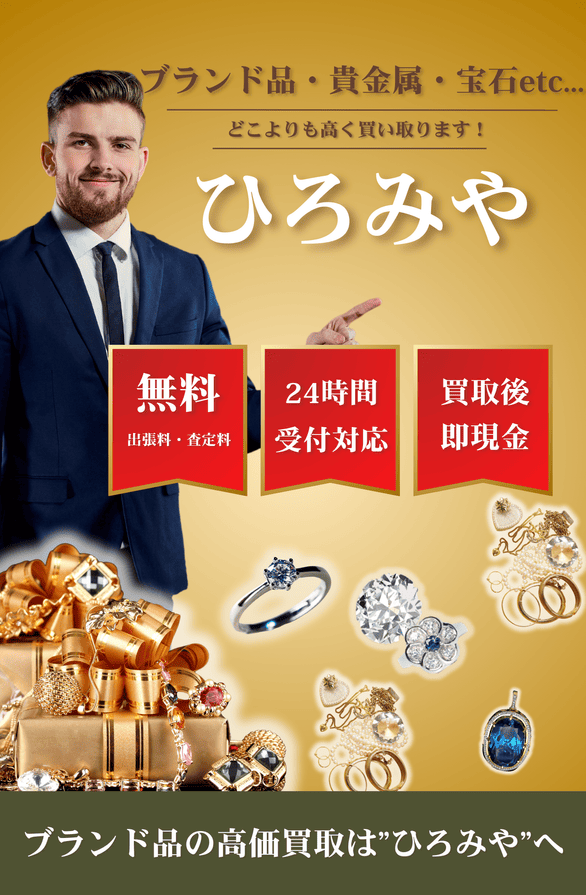 ブランド品・貴金属・宝石etc...
どこよりも高く買い取ります！
ひろみや
無料
出張料・査定料
24時間
受付対応
買取後
即現金
ブランド品の高価買取は”ひろみや”へ